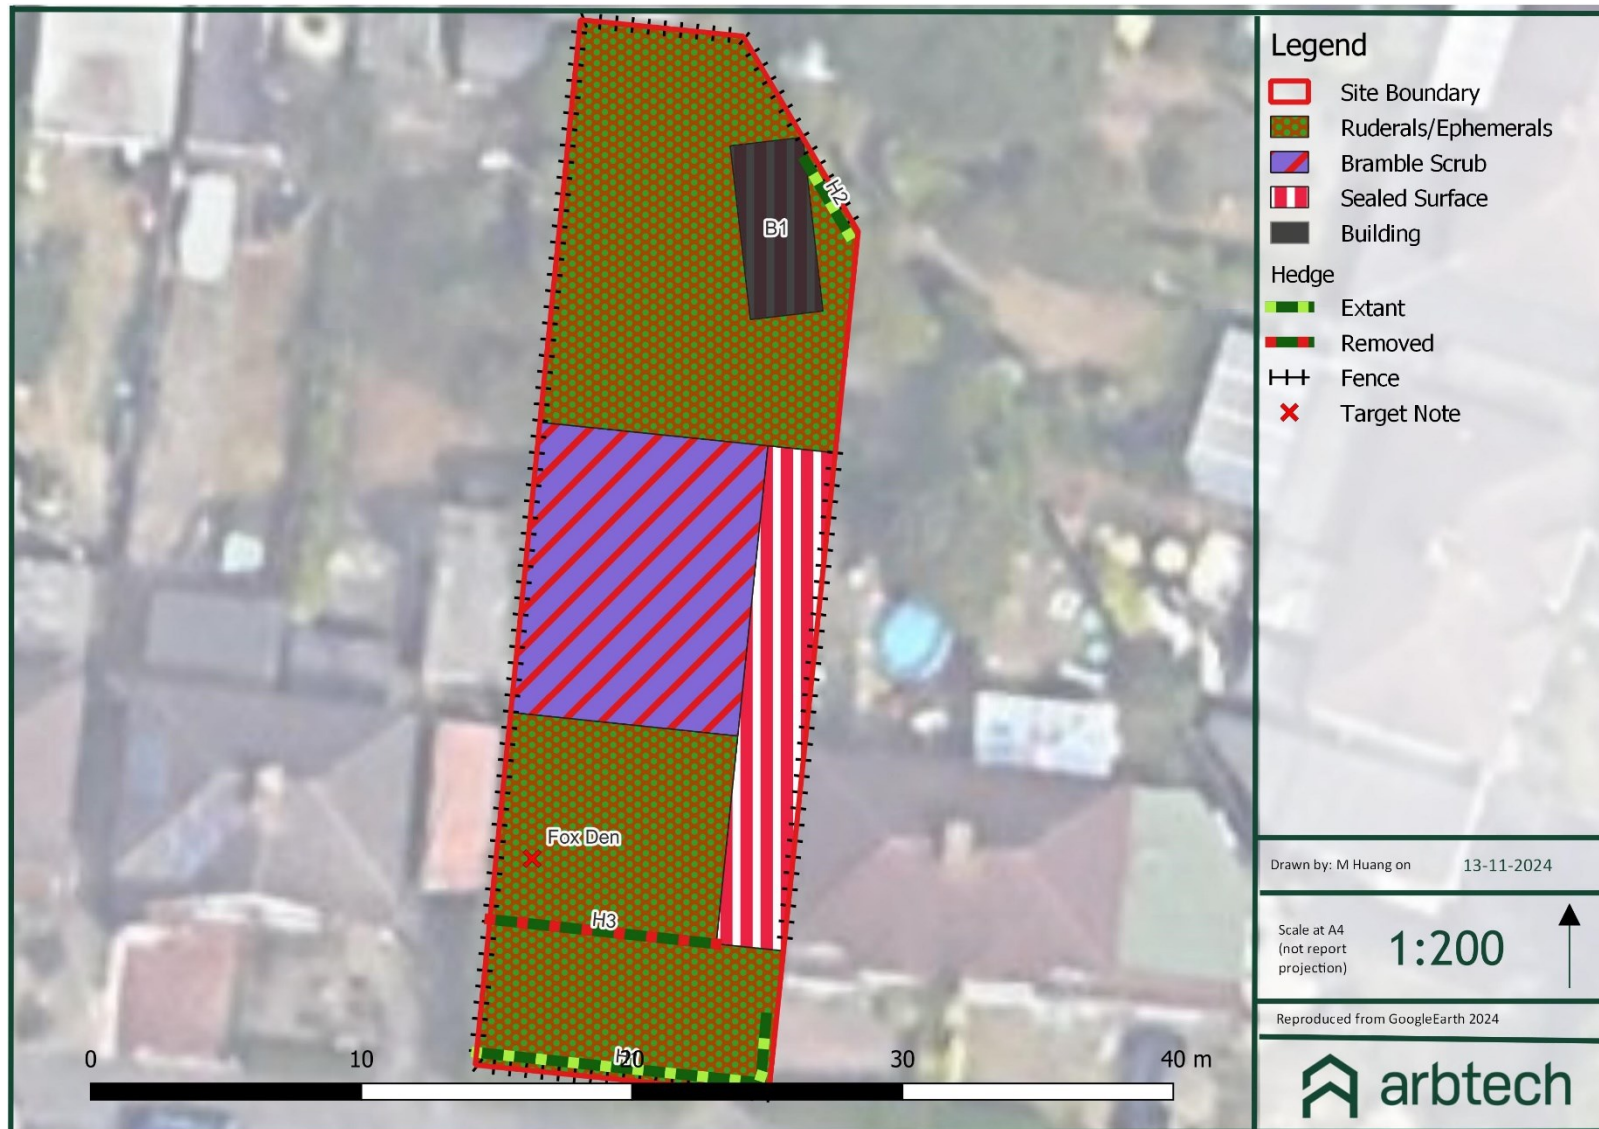 Legend
Site Boundary
Ruderals/Ephemerals
Bramble Scrub
Sealed Surface
Building
Hedge
Extant
Removed
Fence
Target Note
H2
B1
Fox Den
H3
H1
0 10 20 30 40 m
Drawn by: M Huang on 13-11-2024
Scale at A4
(not report
projection)
1:200
Reproduced from GoogleEarth 2024
arbtech